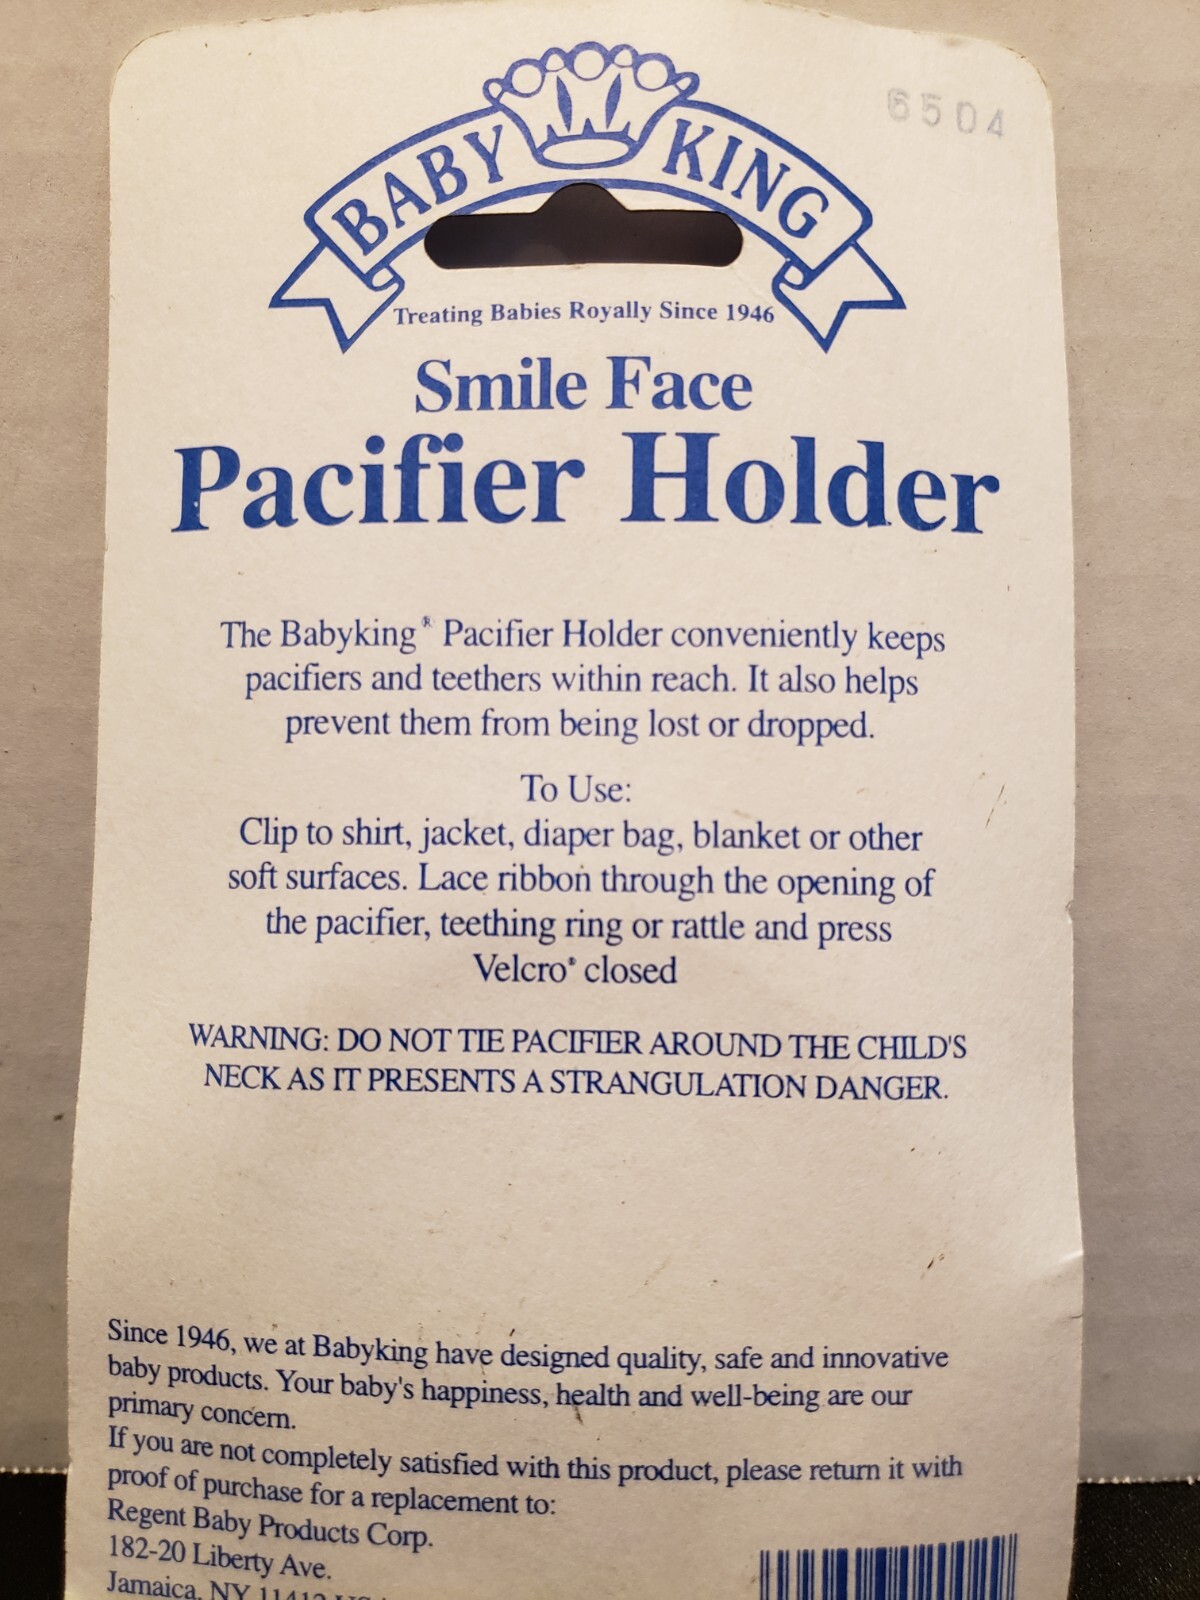 BABY KING
6504
Treating Babies Royally Since 1946
Smile Face
Pacifier Holder
The Babyking® Pacifier Holder conveniently keeps
pacifiers and teethers within reach. It also helps
prevent them from being lost or dropped.
To Use:
Clip to shirt, jacket, diaper bag, blanket or other
soft surfaces. Lace ribbon through the opening of
the pacifier, teething ring or rattle and press
Velcro® closed
WARNING: DO NOT TIE PACIFIER AROUND THE CHILD'S
NECK AS IT PRESENTS A STRANGULATION DANGER.
Since 1946, we at Babyking have designed quality, safe and innovative
baby products. Your baby's happiness, health and well-being are our
primary concern.
If you are not completely satisfied with this product, please return it with
proof of purchase for a replacement to:
Regent Baby Products Corp.
182-20 Liberty Ave.
Jamaica, NY 11412